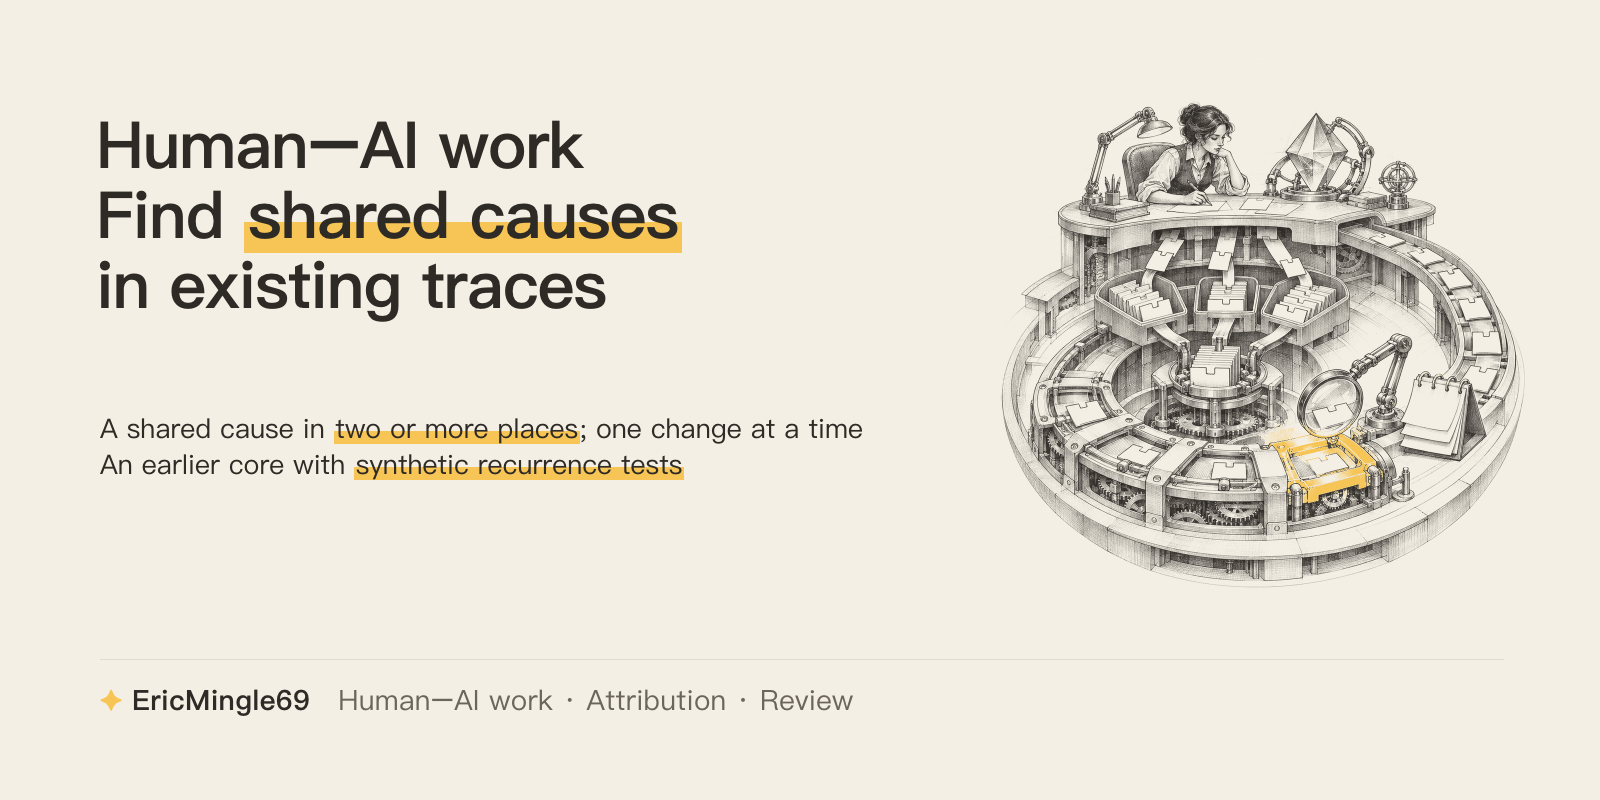 Human—AI work
Find shared causes
in existing traces
A shared cause in two or more places; one change at a time
An earlier core with synthetic recurrence tests
EricMingle69 Human—AI work · Attribution · Review